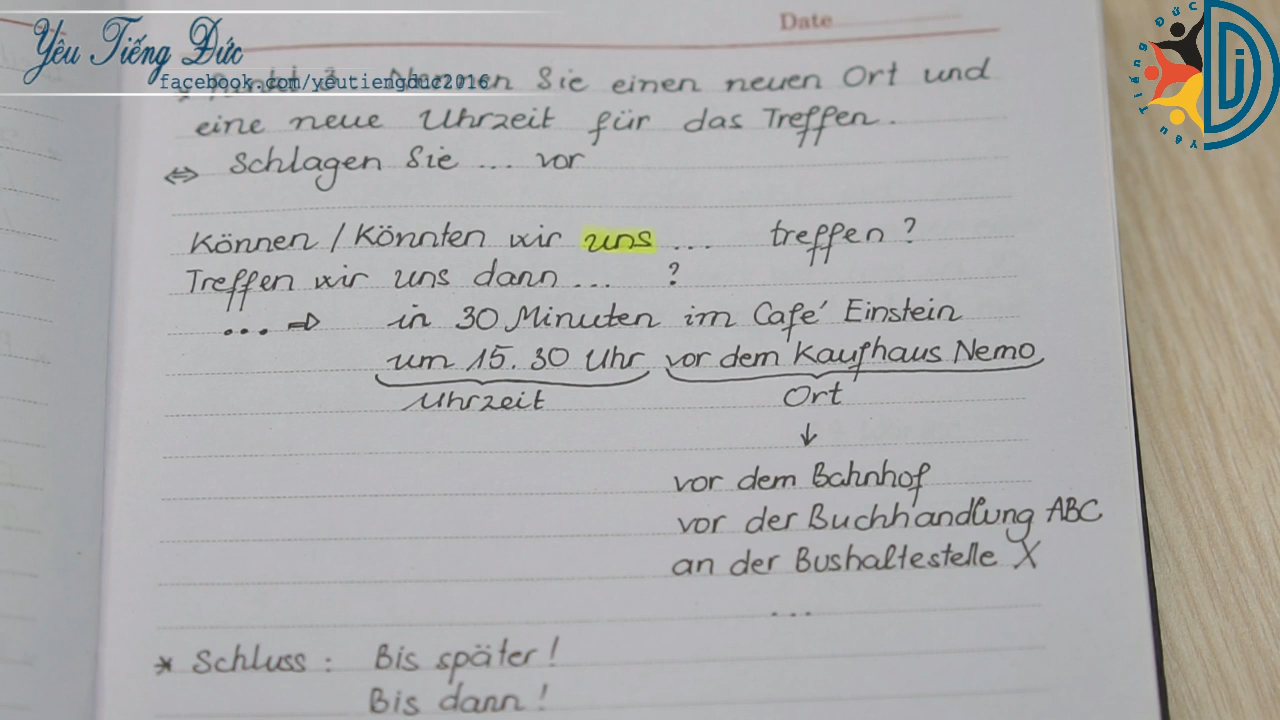 Yêu Tiếng Đức
facebook.com/yeutiengduc2016
Date
Sie einen neuen Ort und
eine neue Uhrzeit für das Treffen.
⇔ Schlagen Sie ... vor
Können / Könnten wir uns ... treffen ?
Treffen wir uns dann ... ?
... ⇒ in 30 Minuten im Café Einstein
um 15.30 Uhr vor dem Kaufhaus Nemo
Uhrzeit Ort
↓
vor dem Bahnhof
vor der Buchhandlung ABC
an der Bushaltestelle X
...
* Schluss : Bis später !
Bis dann !
Yêu Tiếng Đức